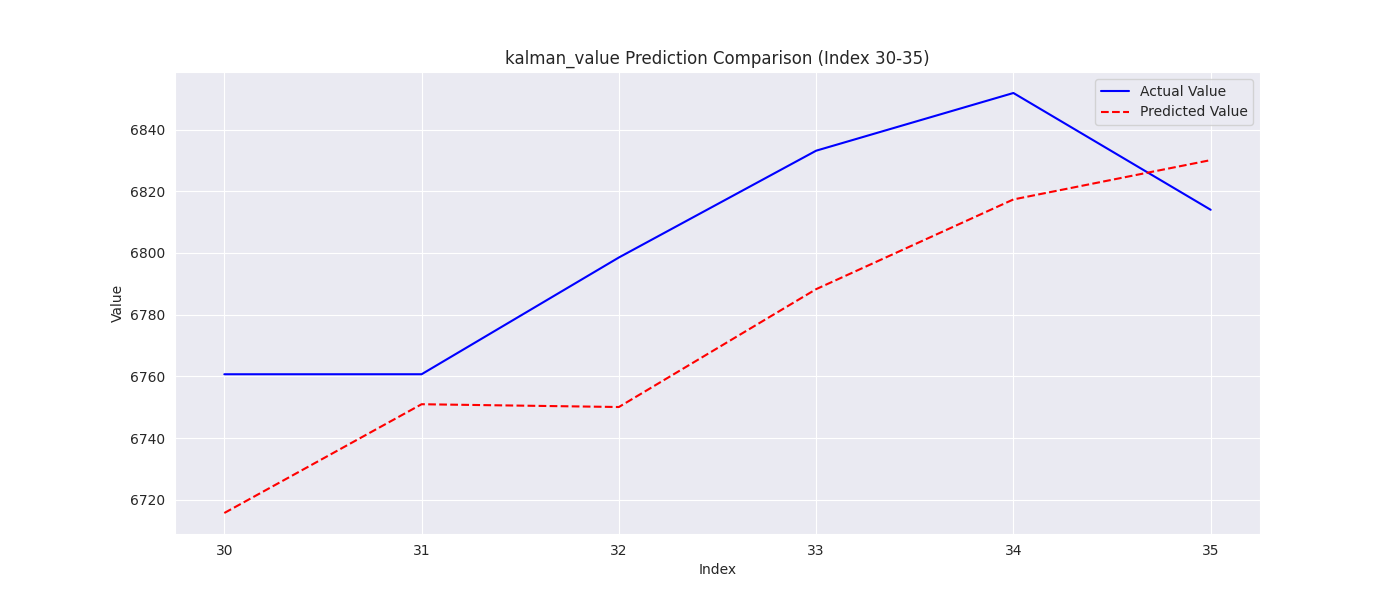 kalman_value Prediction Comparison (Index 30-35)
Actual Value
Predicted Value
Value
6840
6820
6800
6780
6760
6740
6720
30 31 32 33 34 35
Index